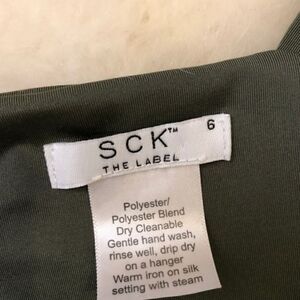 SCK™ 6
THE LABEL
Polyester/
Polyester Blend
Dry Cleanable
Gentle hand wash,
rinse well, drip dry
on a hanger
Warm iron on silk
setting with steam